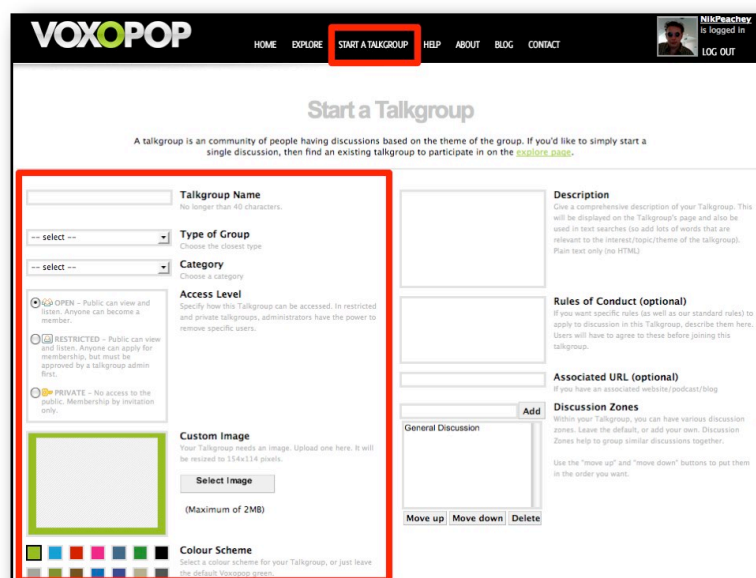 VOXOPOP
HOME EXPLORE START A TALKGROUP HELP ABOUT BLOG CONTACT
NikPeachey
is logged in
LOG OUT
Start a Talkgroup
A talkgroup is an community of people having discussions based on the theme of the group. If you'd like to simply start a
single discussion, then find an existing talkgroup to participate in on the explore page.
Talkgroup Name
No longer than 40 characters.
-- select --
Type of Group
Choose the closest type
-- select --
Category
Choose a category
OPEN - Public can view and
listen. Anyone can become a
member.
RESTRICTED - Public can view
and listen. Anyone can apply for
membership, but must be
approved by a talkgroup admin
first.
PRIVATE - No access to the
public. Membership by invitation
only.
Access Level
Specify how this Talkgroup can be accessed. In restricted
and private talkgroups, administrators have the power to
remove specific users.
Custom Image
Your Talkgroup needs an image. Upload one here. It will
be resized to 154x114 pixels.
Select Image
(Maximum of 2MB)
Colour Scheme
Select a colour scheme for your Talkgroup, or just leave
the default Voxopop green.
Description
Give a comprehensive description of your Talkgroup. This
will be displayed on the Talkgroup's page and also be
used in text searches (so add lots of words that are
relevant to the interest/topic/theme of the talkgroup).
Plain text only (no HTML)
Rules of Conduct (optional)
If you want specific rules (as well as our standard rules) to
apply to discussion in this Talkgroup, describe them here.
Users will have to agree to these before joining this
talkgroup.
Associated URL (optional)
If you have an associated website/podcast/blog
Add
General Discussion
Move up Move down Delete
Discussion Zones
Within your Talkgroup, you can have various discussion
zones. Leave the default, or add your own. Discussion
Zones help to group similar discussions together.
Use the "move up" and "move down" buttons to put them
in the order you want.